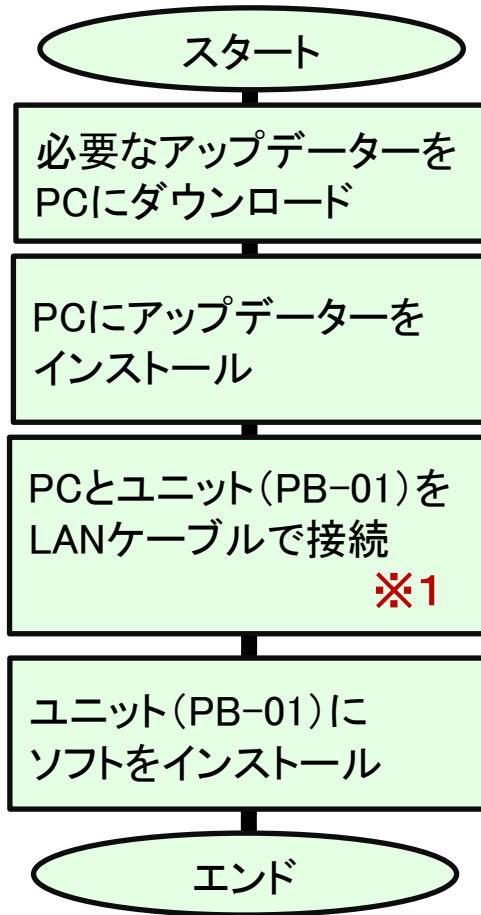 スタート
必要なアップデーターを
PCにダウンロード
PCにアップデーターを
インストール
PCとユニット（PB-01）を
LANケーブルで接続
※1
ユニット（PB-01）に
ソフトをインストール
エンド